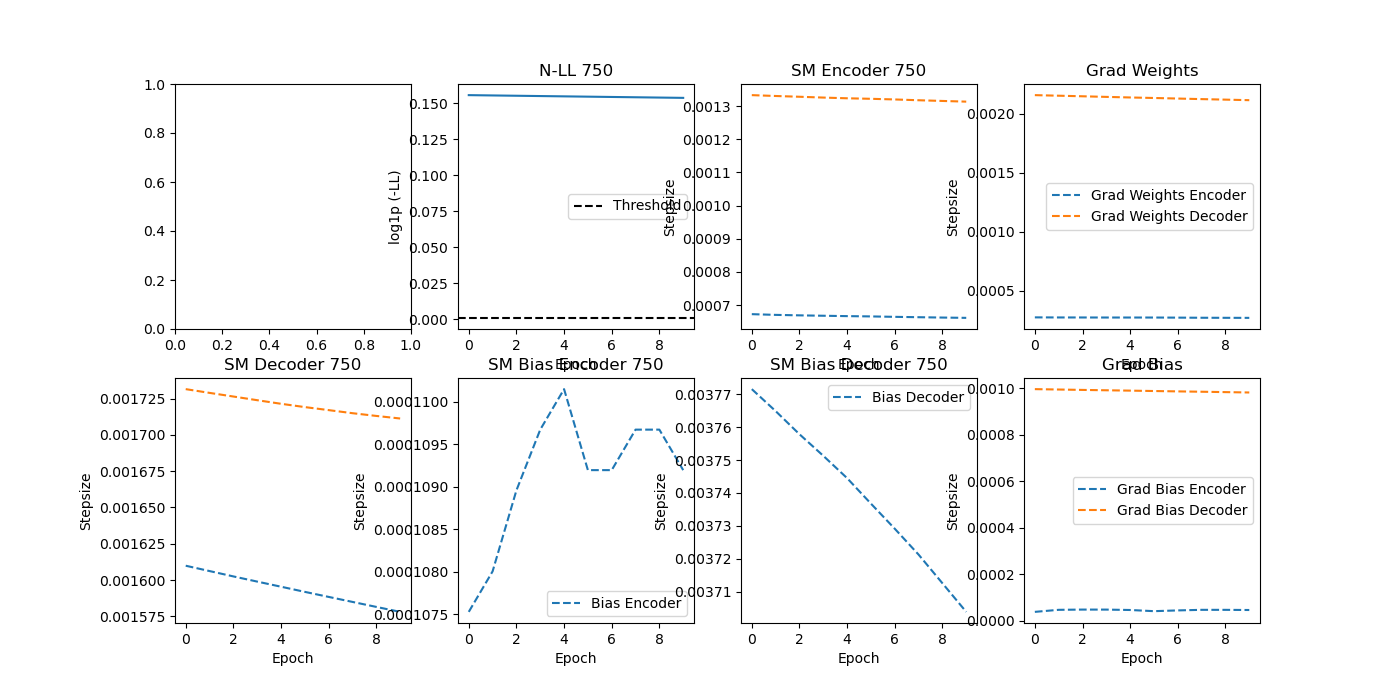 N-LL 750
SM Encoder 750
Grad Weights
1.0
0.8
0.6
0.4
0.2
0.0
0.0 0.2 0.4 0.6 0.8 1.0
log1p (-LL)
0.150
0.125
0.100
0.075
0.050
0.025
0.000
Threshold
0 2 4 6 8
Epoch
Stepsize
0.0013
0.0012
0.0011
0.0010
0.0009
0.0008
0.0007
0 2 4 6 8
Epoch
Stepsize
0.0020
0.0015
0.0010
0.0005
Grad Weights Encoder
Grad Weights Decoder
0 2 4 6 8
Epoch
SM Decoder 750
SM Bias Encoder 750
SM Bias Decoder 750
Grad Bias
Stepsize
0.001725
0.001700
0.001675
0.001650
0.001625
0.001600
0.001575
0 2 4 6 8
Epoch
Stepsize
0.0001100
0.0001095
0.0001090
0.0001085
0.0001080
0.0001075
Bias Encoder
0 2 4 6 8
Epoch
Stepsize
0.00377
0.00376
0.00375
0.00374
0.00373
0.00372
0.00371
Bias Decoder
0 2 4 6 8
Epoch
Stepsize
0.0010
0.0008
0.0006
0.0004
0.0002
0.0000
Grad Bias Encoder
Grad Bias Decoder
0 2 4 6 8
Epoch